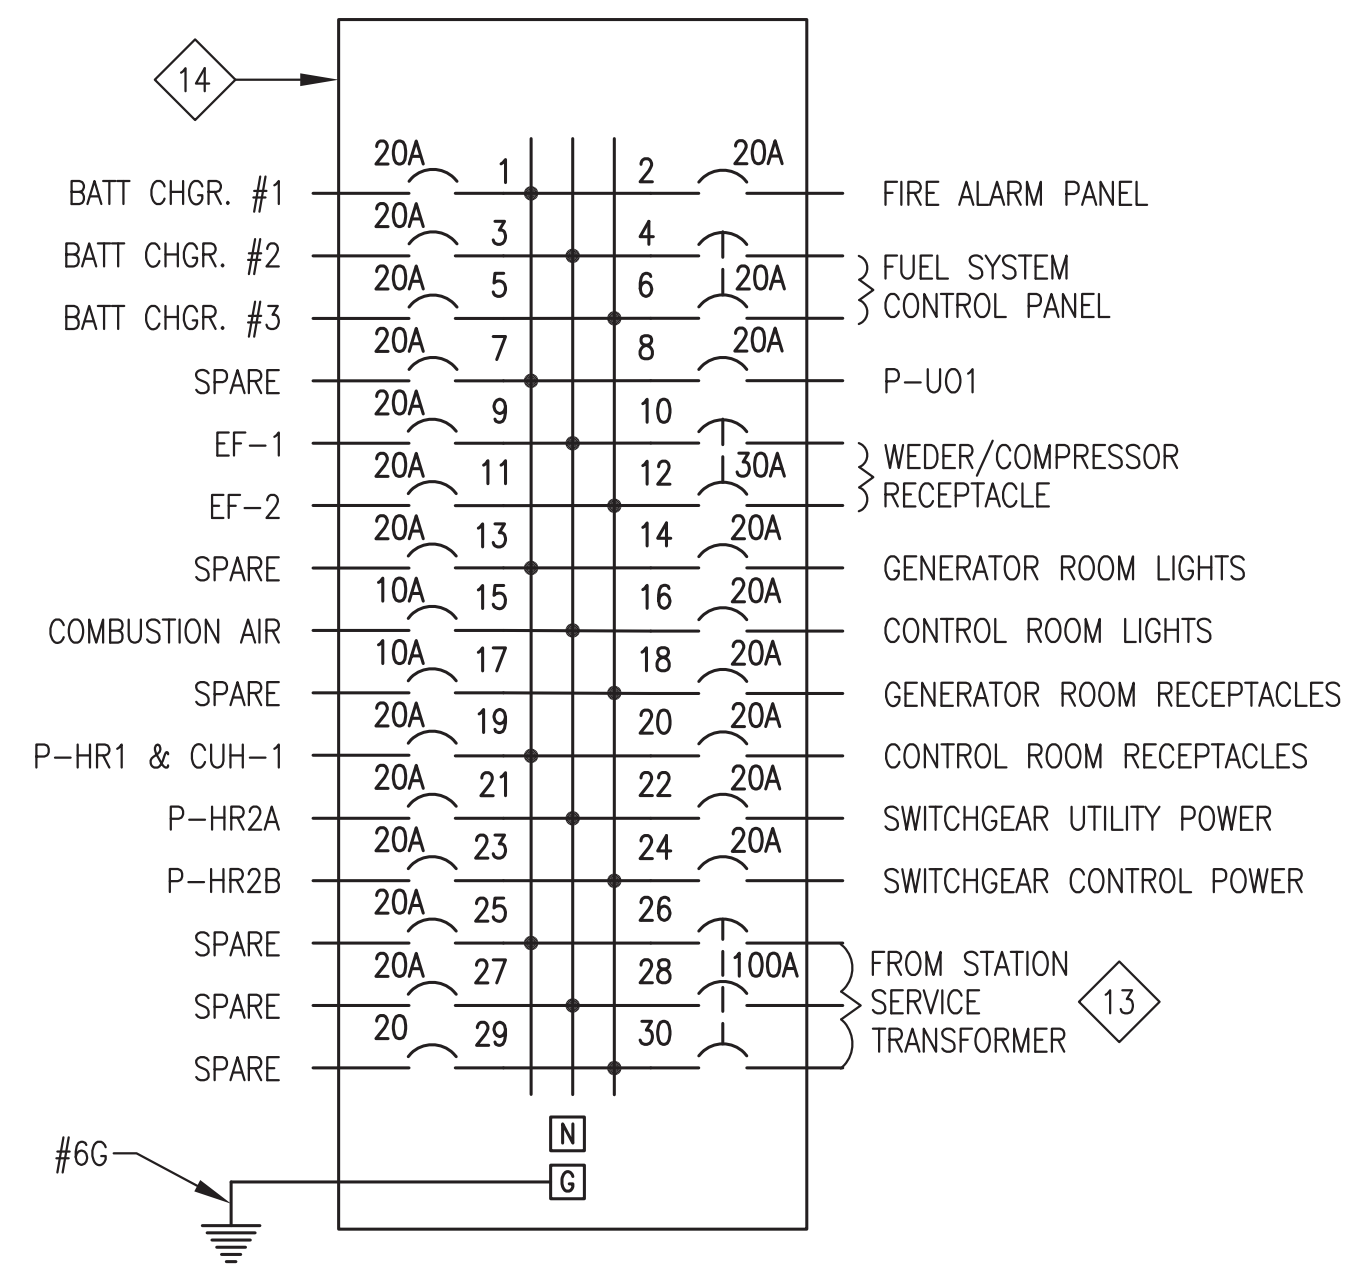 14
20A 1 2 20A
BATT CHGR. #1 FIRE ALARM PANEL
20A 3 4
BATT CHGR. #2 FUEL SYSTEM
20A 5 6 20A
CONTROL PANEL
BATT CHGR. #3
20A 7 8 20A
SPARE P-U01
20A 9 10
EF-1 WEDER/COMPRESSOR
20A 11 12 30A
RECEPTACLE
EF-2
20A 13 14 20A
SPARE GENERATOR ROOM LIGHTS
10A 15 16 20A
COMBUSTION AIR CONTROL ROOM LIGHTS
10A 17 18 20A
SPARE GENERATOR ROOM RECEPTACLES
20A 19 20 20A
P-HR1 & CUH-1 CONTROL ROOM RECEPTACLES
20A 21 22 20A
P-HR2A SWITCHGEAR UTILITY POWER
20A 23 24 20A
P-HR2B SWITCHGEAR CONTROL POWER
20A 25 26
SPARE
20A 27 28 100A FROM STATION
SPARE SERVICE 13
20 29 30 TRANSFORMER
SPARE
N
#6G
G